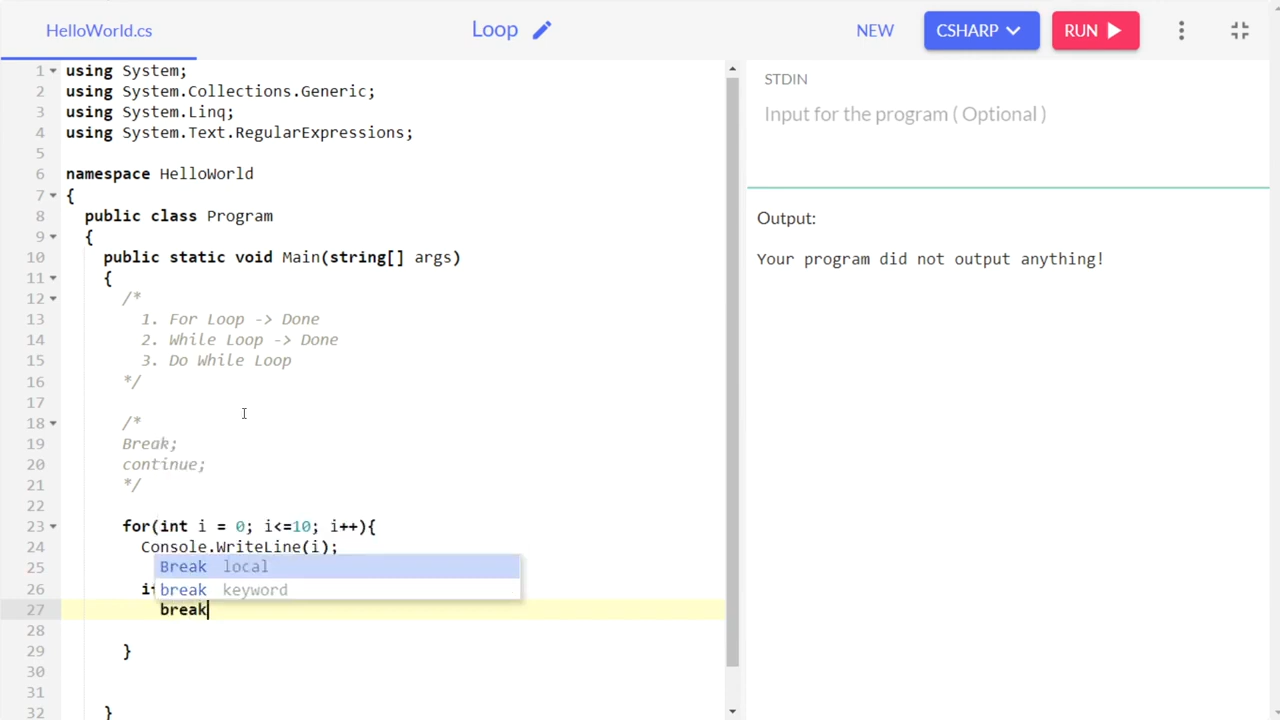 HelloWorld.cs
Loop
NEW
CSHARP
RUN
1 using System;
2 using System.Collections.Generic;
3 using System.Linq;
4 using System.Text.RegularExpressions;
5
6 namespace HelloWorld
7 {
8 public class Program
9 {
10 public static void Main(string[] args)
11 {
12 /*
13 1. For Loop -> Done
14 2. While Loop -> Done
15 3. Do While Loop
16 */
17
18 /*
19 Break;
20 continue;
21 */
22
23 for(int i = 0; i<=10; i++){
24 Console.WriteLine(i);
25 Break local
26 i break keyword
27 break
28
29 }
30
31
32 }
STDIN
Input for the program ( Optional )
Output:
Your program did not output anything!